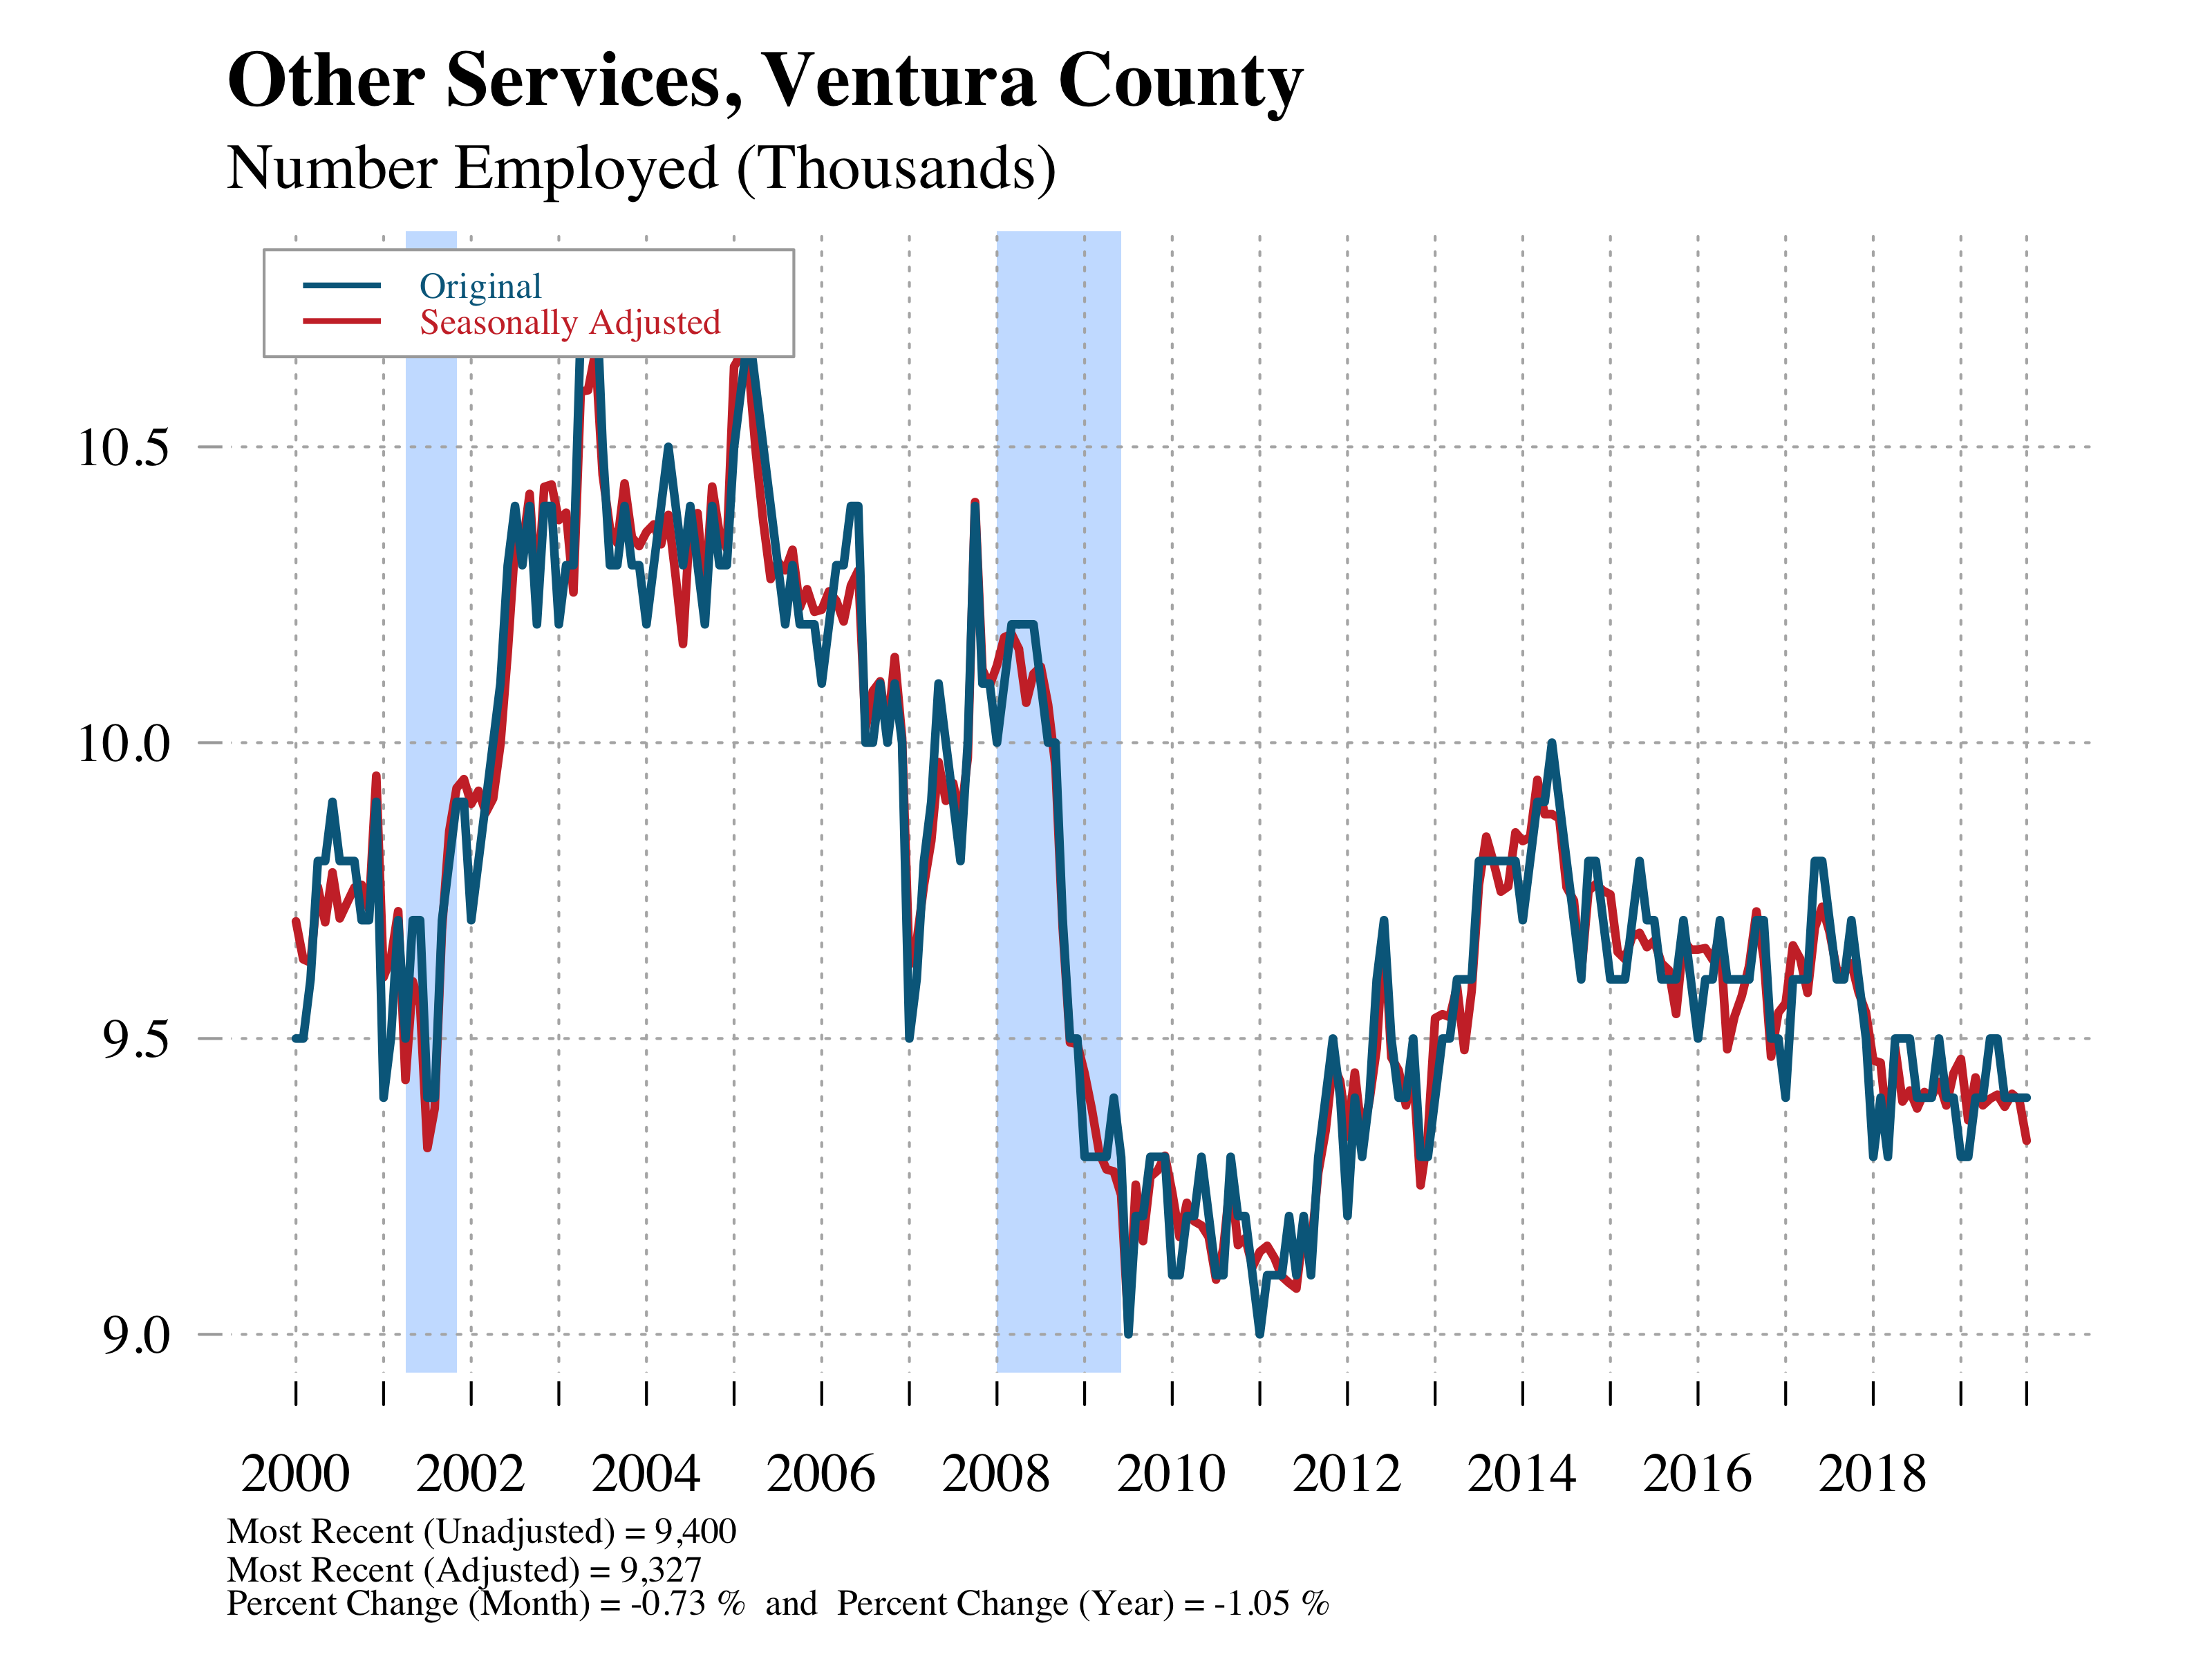 Other Services, Ventura County
Number Employed (Thousands)
Original
Seasonally Adjusted
10.5
10.0
9.5
9.0
2000 2002 2004 2006 2008 2010 2012 2014 2016 2018
Most Recent (Unadjusted) = 9,400
Most Recent (Adjusted) = 9,327
Percent Change (Month) = -0.73 % and Percent Change (Year) = -1.05 %